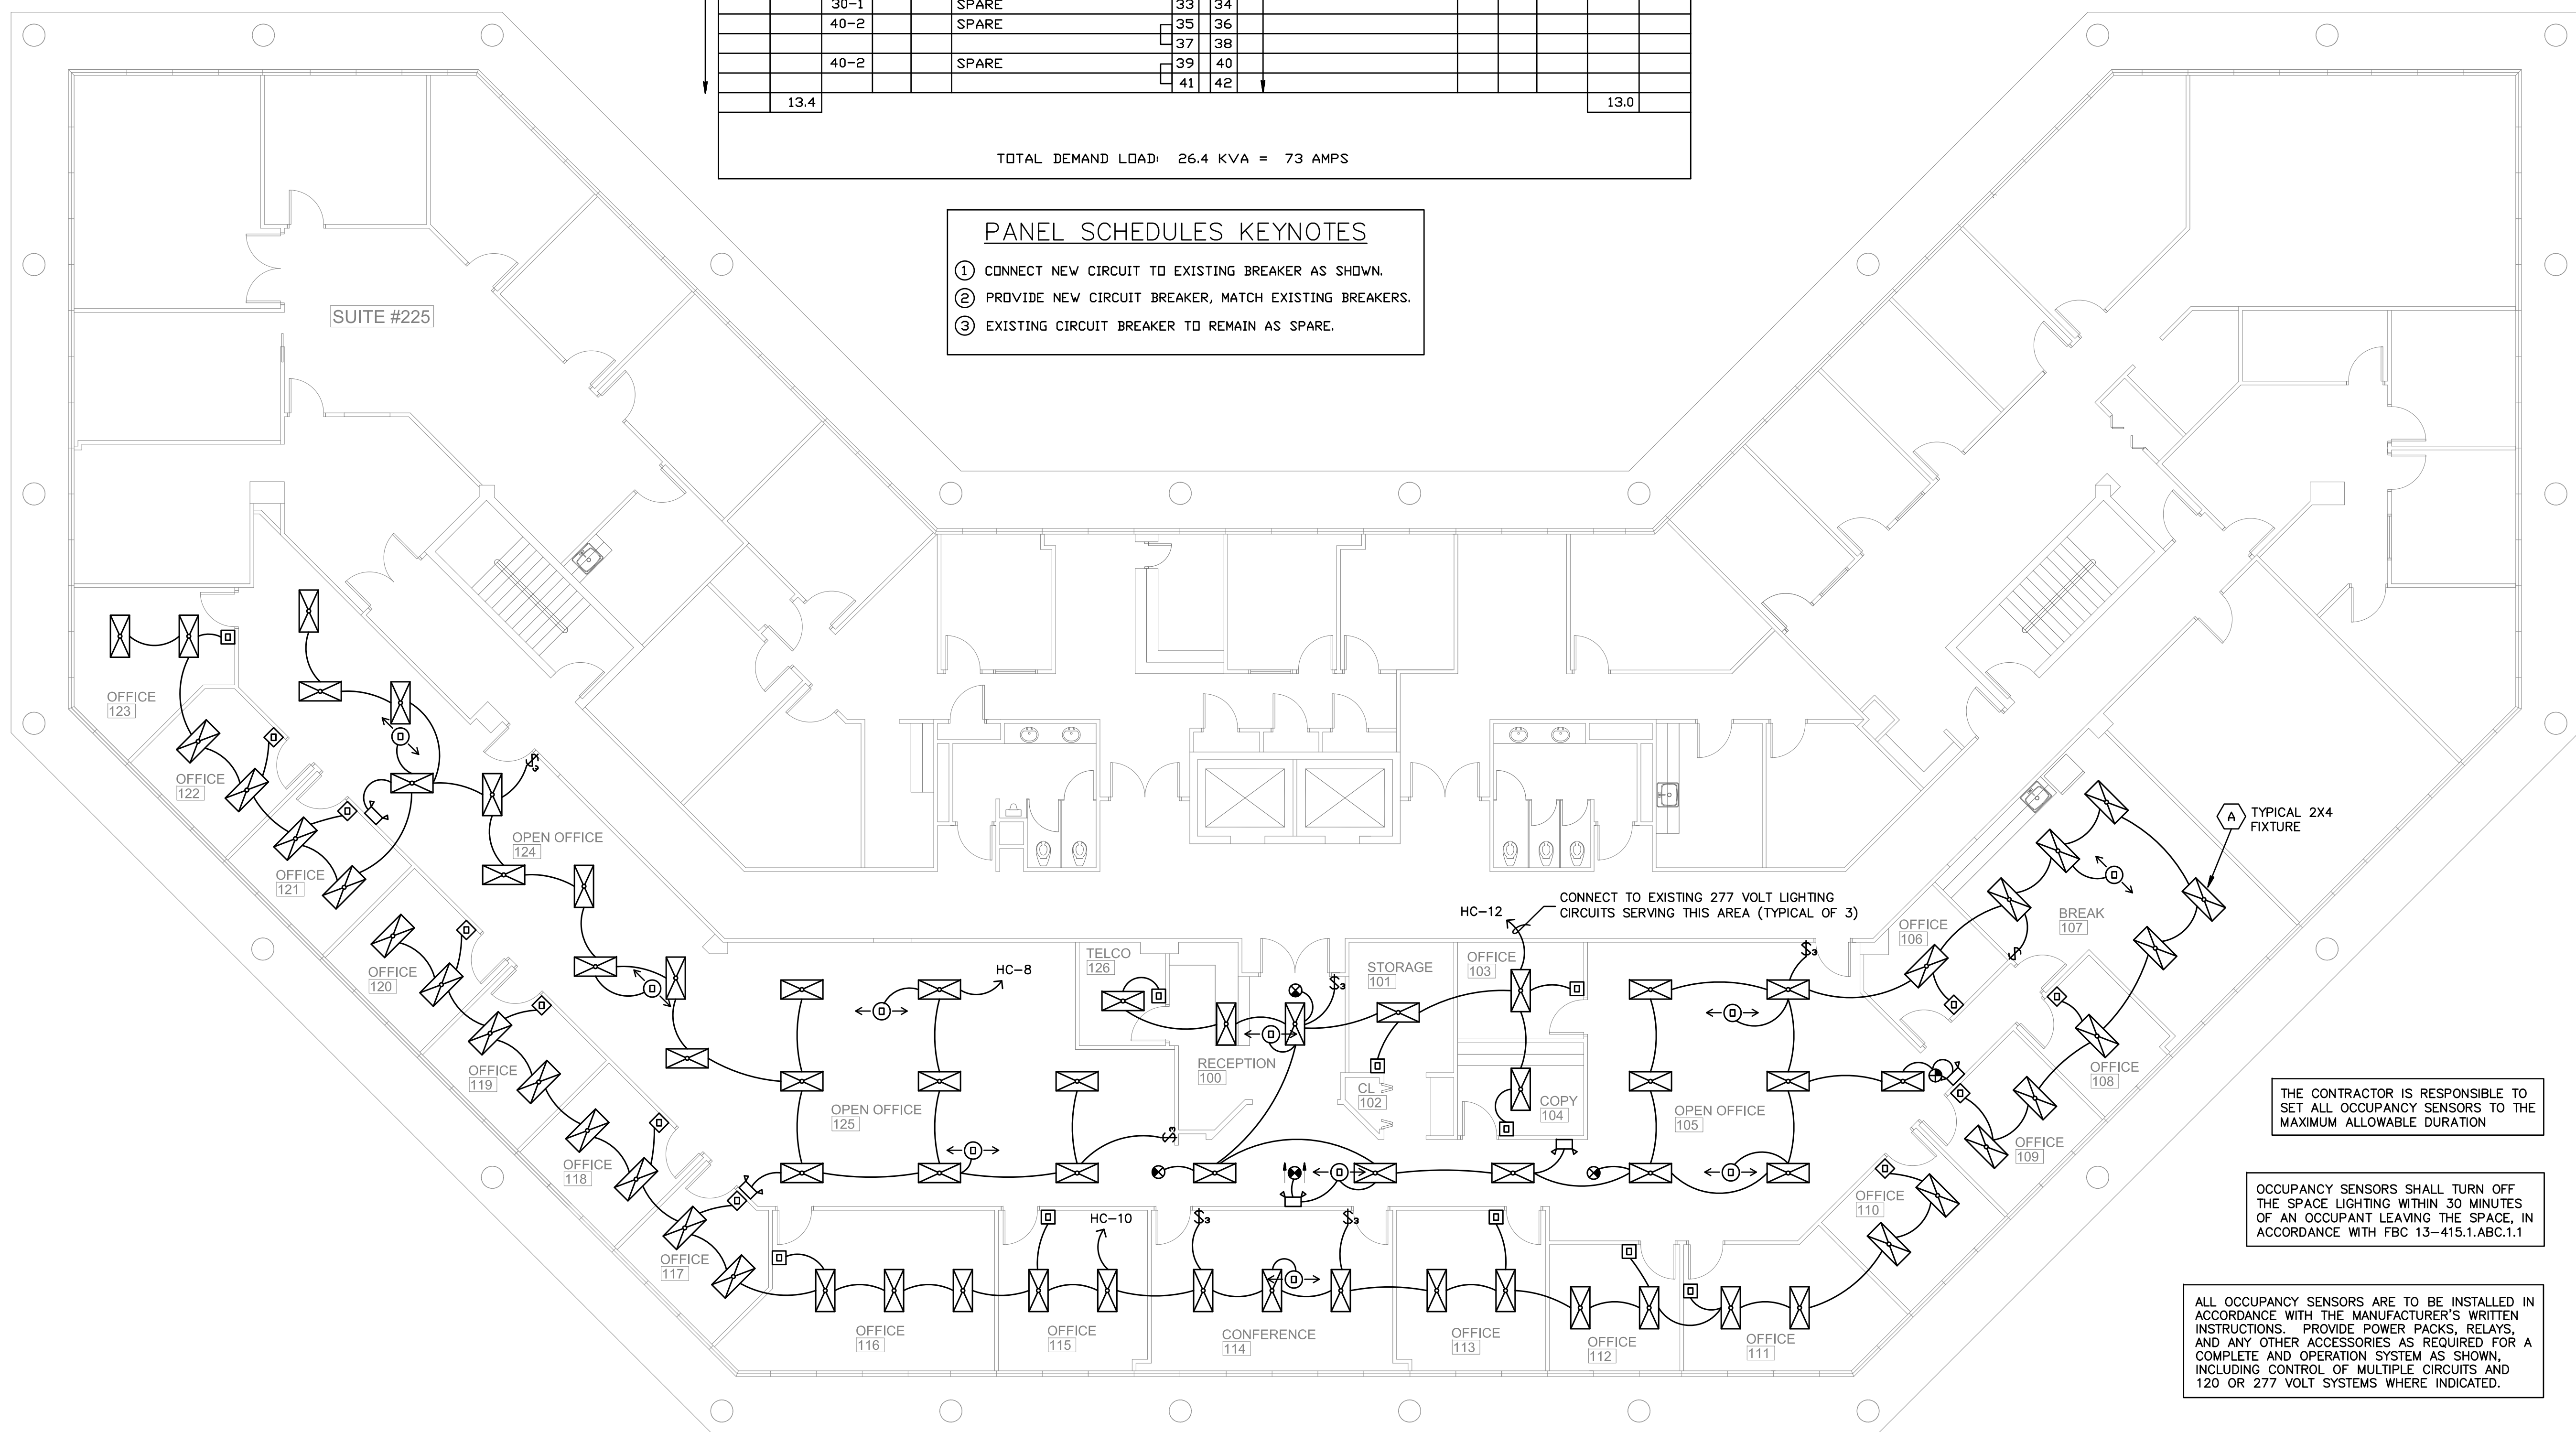 30-1 SPARE 33 34
40-2 SPARE 35 36
37 38
40-2 SPARE 39 40
41 42
13.4 13.0
TOTAL DEMAND LOAD: 26.4 KVA = 73 AMPS
PANEL SCHEDULES KEYNOTES
1 CONNECT NEW CIRCUIT TO EXISTING BREAKER AS SHOWN.
2 PROVIDE NEW CIRCUIT BREAKER, MATCH EXISTING BREAKERS.
3 EXISTING CIRCUIT BREAKER TO REMAIN AS SPARE.
SUITE #225
OFFICE
123
OFFICE
122
OFFICE
121
OPEN OFFICE
124
$3
OFFICE
120
OFFICE
119
OFFICE
118
OFFICE
117
OPEN OFFICE
125
HC-8
$3
TELCO
126
RECEPTION
100
$3
STORAGE
101
CL
102
HC-12
CONNECT TO EXISTING 277 VOLT LIGHTING
CIRCUITS SERVING THIS AREA (TYPICAL OF 3)
OFFICE
103
COPY
104
OPEN OFFICE
105
$3
OFFICE
106
$
BREAK
107
A
TYPICAL 2X4
FIXTURE
OFFICE
108
OFFICE
109
OFFICE
110
OFFICE
116
OFFICE
115
HC-10
$3
$3
CONFERENCE
114
OFFICE
113
OFFICE
112
OFFICE
111
THE CONTRACTOR IS RESPONSIBLE TO
SET ALL OCCUPANCY SENSORS TO THE
MAXIMUM ALLOWABLE DURATION
OCCUPANCY SENSORS SHALL TURN OFF
THE SPACE LIGHTING WITHIN 30 MINUTES
OF AN OCCUPANT LEAVING THE SPACE, IN
ACCORDANCE WITH FBC 13-415.1.ABC.1.1
ALL OCCUPANCY SENSORS ARE TO BE INSTALLED IN
ACCORDANCE WITH THE MANUFACTURER'S WRITTEN
INSTRUCTIONS. PROVIDE POWER PACKS, RELAYS,
AND ANY OTHER ACCESSORIES AS REQUIRED FOR A
COMPLETE AND OPERATION SYSTEM AS SHOWN,
INCLUDING CONTROL OF MULTIPLE CIRCUITS AND
120 OR 277 VOLT SYSTEMS WHERE INDICATED.